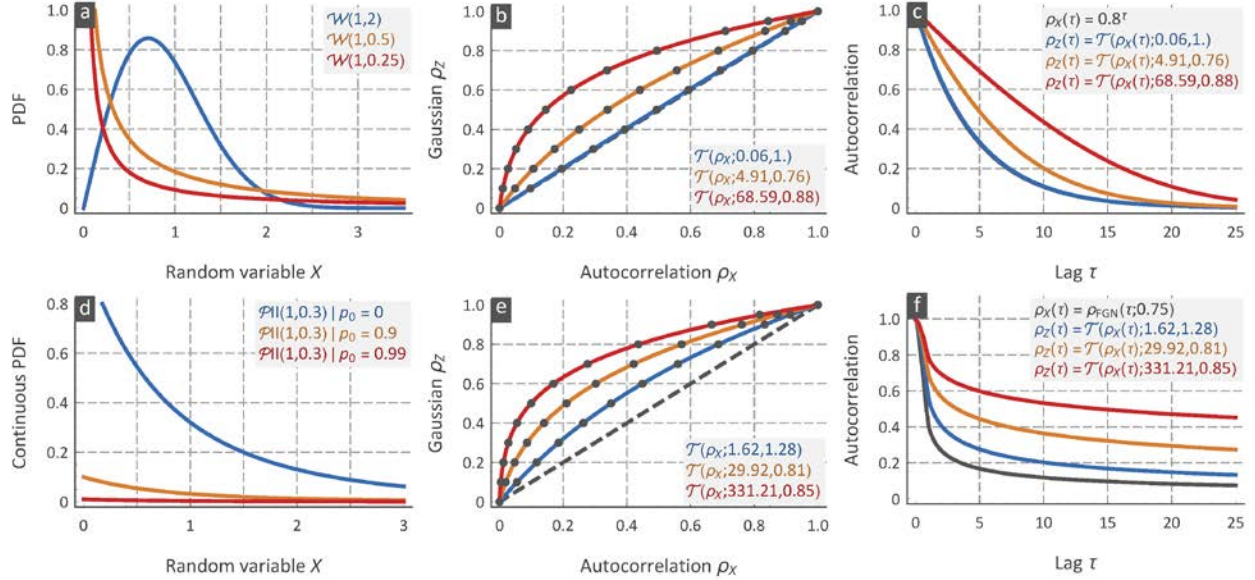 a
1.0
0.8
0.6
0.4
0.2
0
PDF
𝒲(1,2)
𝒲(1,0.5)
𝒲(1,0.25)
0 1 2 3
Random variable X
b
1.0
0.8
0.6
0.4
0.2
0
Gaussian ρZ
𝒯(ρX;0.06,1.)
𝒯(ρX;4.91,0.76)
𝒯(ρX;68.59,0.88)
0 0.2 0.4 0.6 0.8 1.0
Autocorrelation ρX
c
1.0
0.8
0.6
0.4
0.2
0
Autocorrelation
ρX(τ) = 0.8^τ
ρZ(τ) = 𝒯(ρX(τ);0.06,1.)
ρZ(τ) = 𝒯(ρX(τ);4.91,0.76)
ρZ(τ) = 𝒯(ρX(τ);68.59,0.88)
0 5 10 15 20 25
Lag τ
d
0.8
0.6
0.4
0.2
0
Continuous PDF
𝒫II(1,0.3) | p0 = 0
𝒫II(1,0.3) | p0 = 0.9
𝒫II(1,0.3) | p0 = 0.99
0 1 2 3
Random variable X
e
1.0
0.8
0.6
0.4
0.2
0
Gaussian ρZ
𝒯(ρX;1.62,1.28)
𝒯(ρX;29.92,0.81)
𝒯(ρX;331.21,0.85)
0 0.2 0.4 0.6 0.8 1.0
Autocorrelation ρX
f
1.0
0.8
0.6
0.4
0.2
0
Autocorrelation
ρX(τ) = ρFGN(τ;0.75)
ρZ(τ) = 𝒯(ρX(τ);1.62,1.28)
ρZ(τ) = 𝒯(ρX(τ);29.92,0.81)
ρZ(τ) = 𝒯(ρX(τ);331.21,0.85)
0 5 10 15 20 25
Lag τ